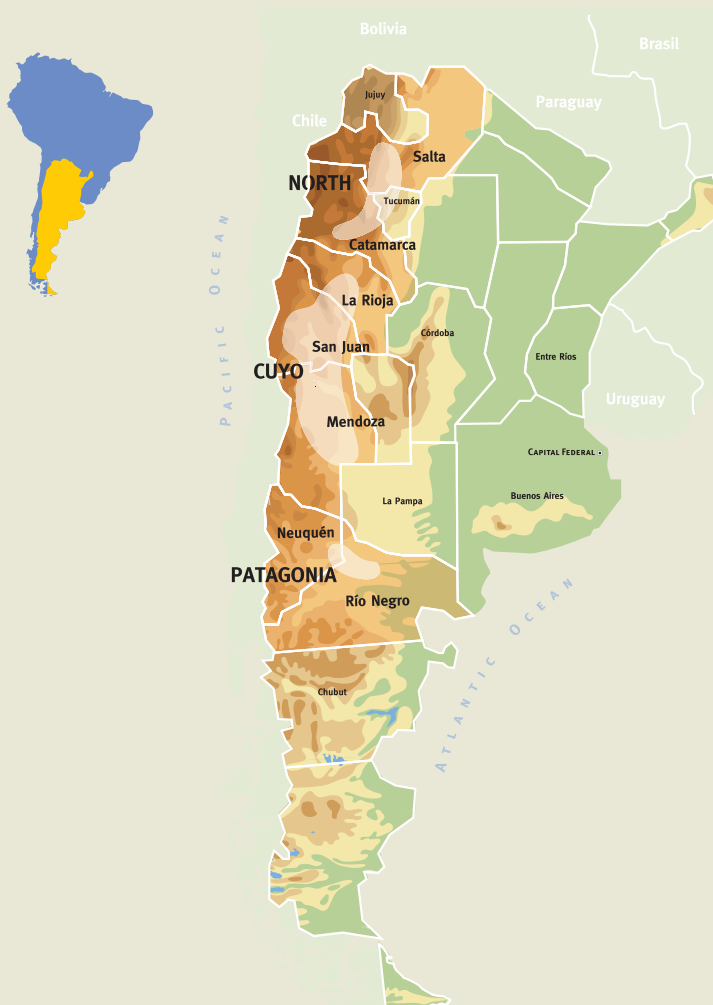 Bolivia
Brasil
Jujuy
Paraguay
Chile
Salta
NORTH
Tucumán
PACIFIC OCEAN
Catamarca
La Rioja
Córdoba
San Juan
Entre Ríos
CUYO
Uruguay
Mendoza
CAPITAL FEDERAL
Buenos Aires
La Pampa
Neuquén
PATAGONIA
Río Negro
ATLANTIC OCEAN
Chubut